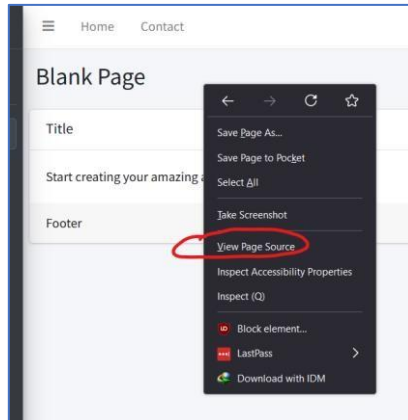 Home Contact
Blank Page
Title
Start creating your amazing
Footer
Save Page As...
Save Page to Pocket
Select All
Take Screenshot
View Page Source
Inspect Accessibility Properties
Inspect (Q)
Block element...
LastPass
Download with IDM